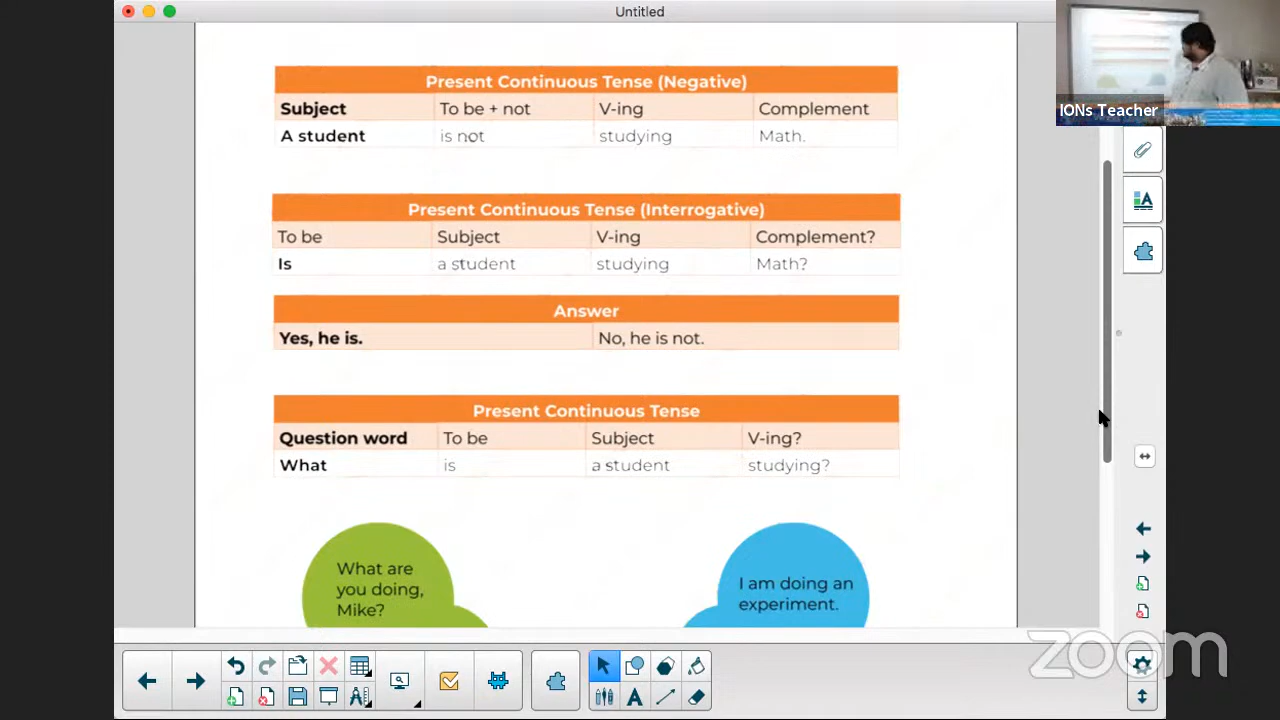 Untitled
IONs Teacher
Present Continuous Tense (Negative)
Subject To be + not V-ing Complement
A student is not studying Math.
Present Continuous Tense (Interrogative)
To be Subject V-ing Complement?
Is a student studying Math?
Answer
Yes, he is. No, he is not.
Present Continuous Tense
Question word To be Subject V-ing?
What is a student studying?
What are
you doing,
Mike?
I am doing an
experiment.
zoom